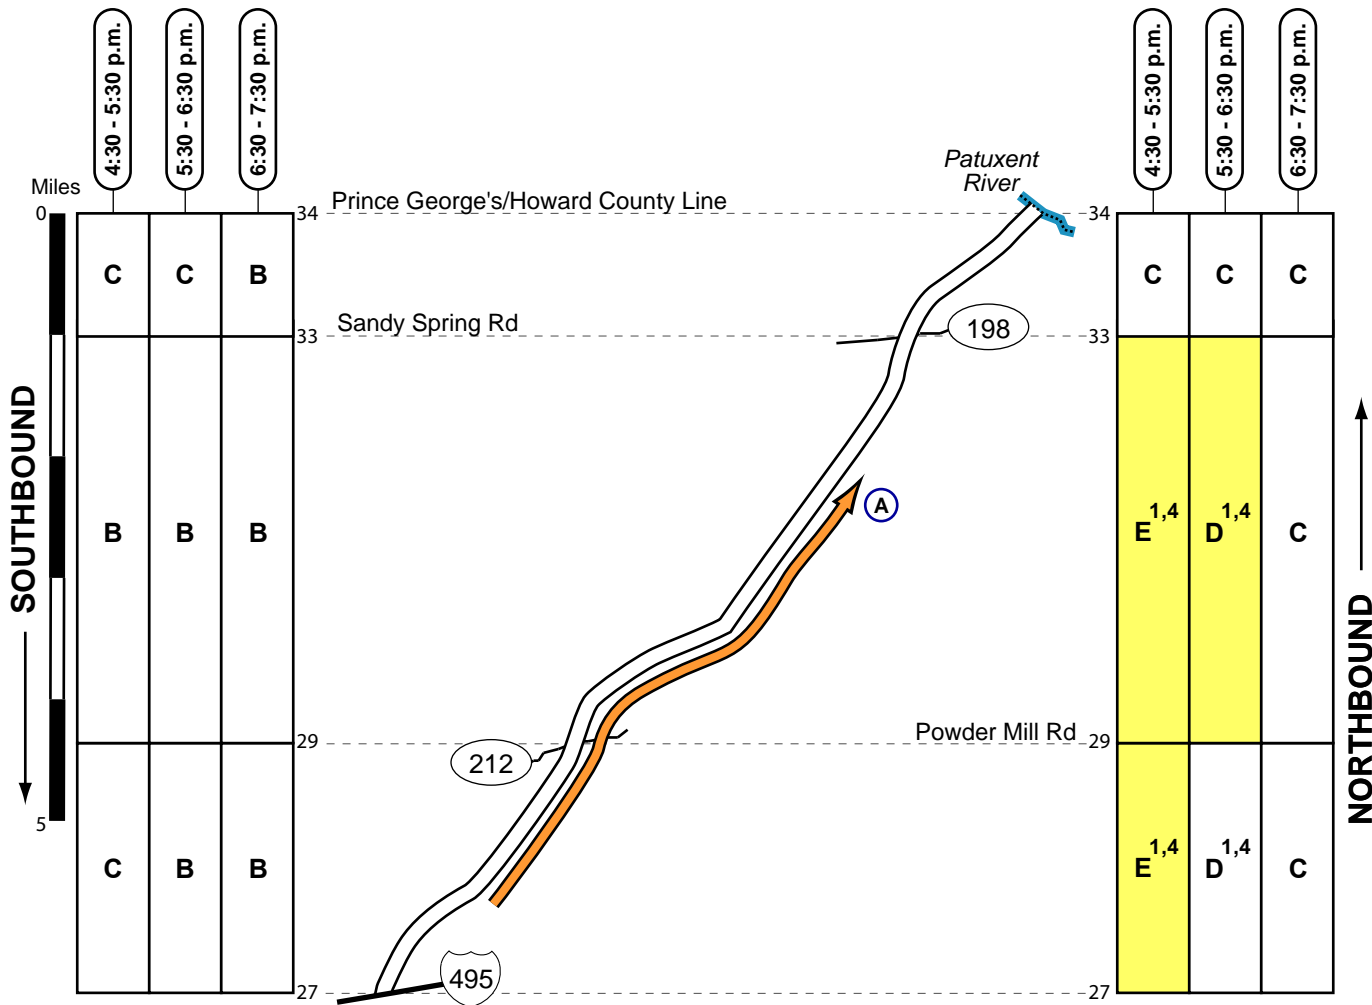 4:30 - 5:30 p.m.
5:30 - 6:30 p.m.
6:30 - 7:30 p.m.
4:30 - 5:30 p.m.
5:30 - 6:30 p.m.
6:30 - 7:30 p.m.
Patuxent
River
Miles
0
34
Prince George's/Howard County Line
34
C C B
C C C
Sandy Spring Rd
198
33
33
SOUTHBOUND
NORTHBOUND
A
B B B
E1,4 D1,4 C
29
Powder Mill Rd
29
212
5
C B B
E1,4 D1,4 C
495
27
27